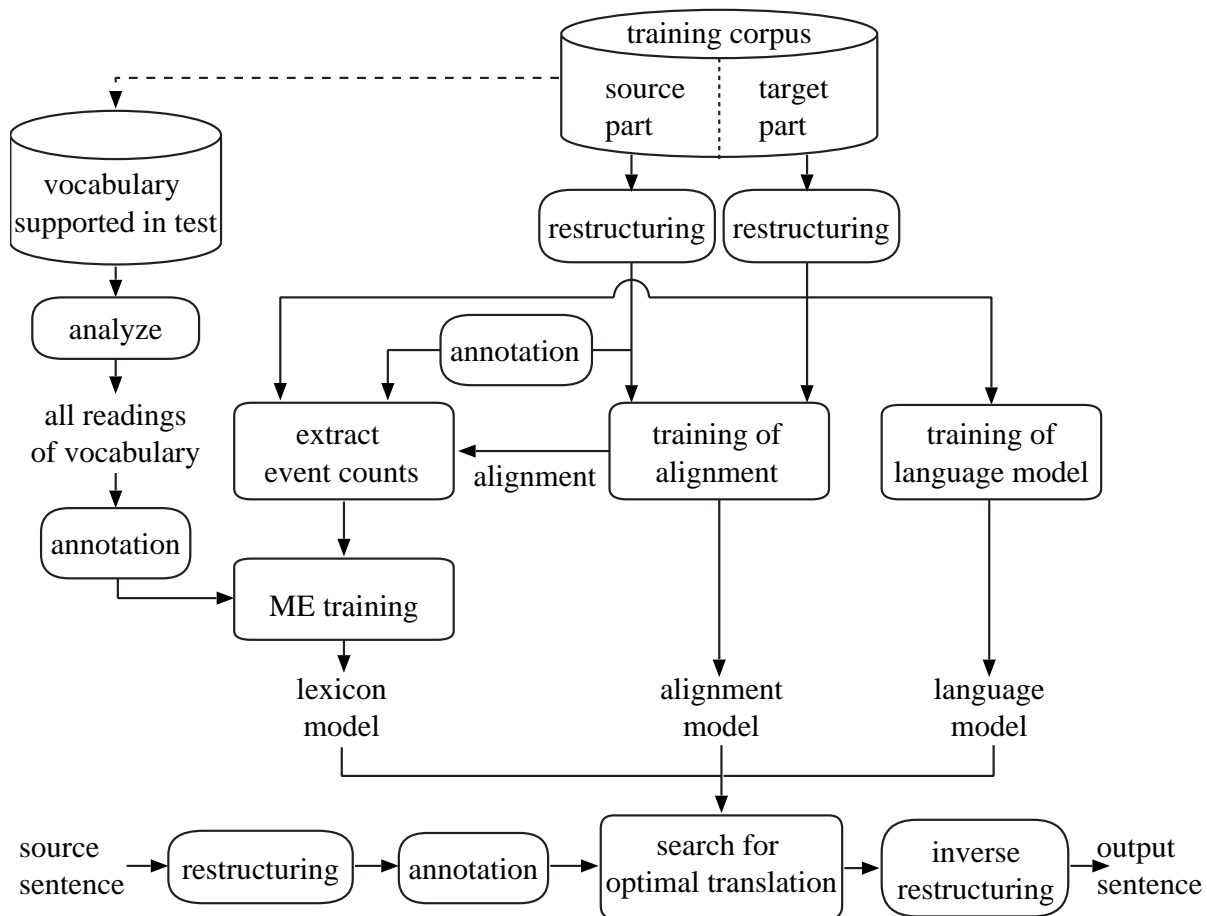 training corpus
source
part
target
part
vocabulary
supported in test
restructuring
restructuring
analyze
annotation
all readings
of vocabulary
extract
event counts
alignment
training of
alignment
training of
language model
annotation
ME training
lexicon
model
alignment
model
language
model
source
sentence
restructuring
annotation
search for
optimal translation
inverse
restructuring
output
sentence